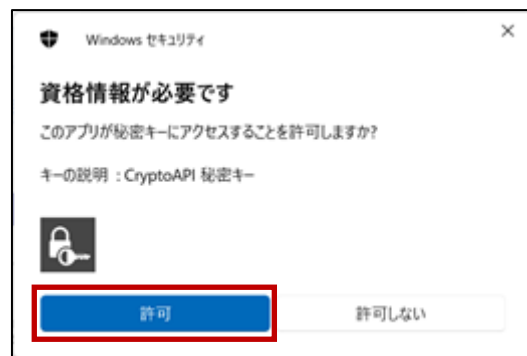 Windows セキュリティ
資格情報が必要です
このアプリが秘密キーにアクセスすることを許可しますか?
キーの説明 : CryptoAPI 秘密キー
許可
許可しない